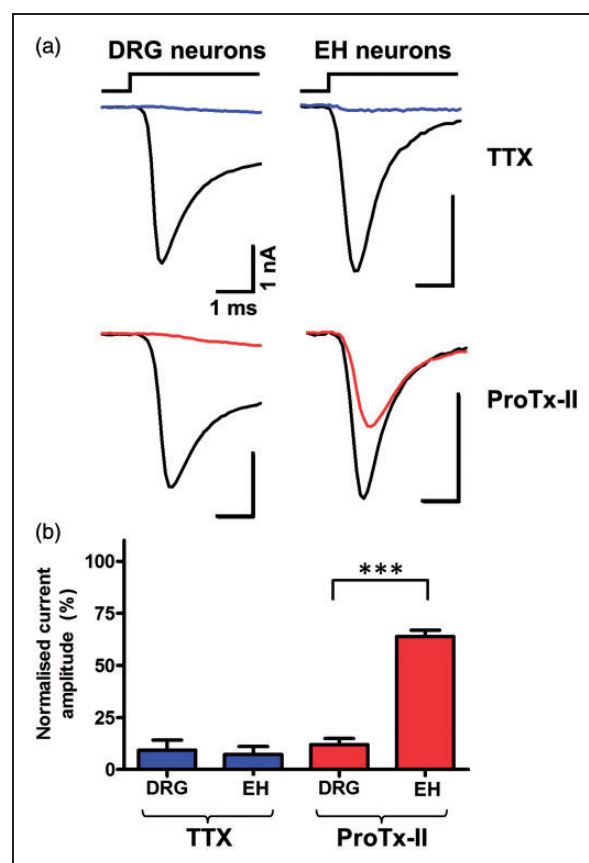 (a)
DRG neurons EH neurons
TTX
1 nA
1 ms
ProTx-II
(b)
***
Normalised current
amplitude (%)
100
75
50
25
0
DRG EH DRG EH
TTX ProTx-II